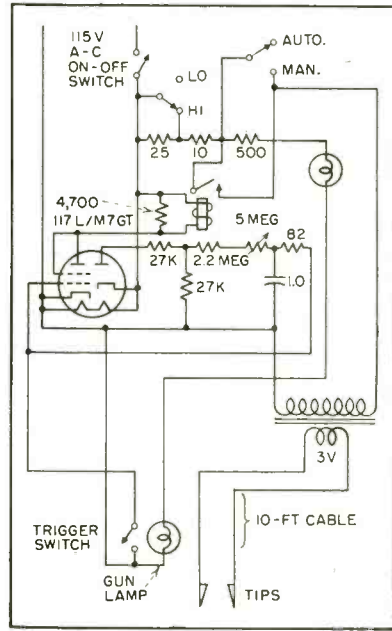 115V
A-C
ON-OFF
SWITCH
AUTO.
MAN.
LO
HI
25
10
500
4,700
117L/M7GT
5 MEG
82
27K
2.2 MEG
27K
1.0
3V
TRIGGER
SWITCH
GUN
LAMP
10-FT CABLE
TIPS